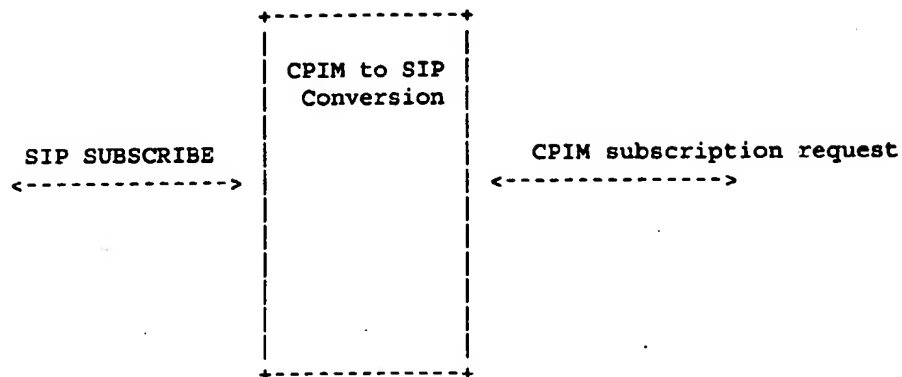 CPIM to SIP
Conversion
SIP SUBSCRIBE
CPIM subscription request